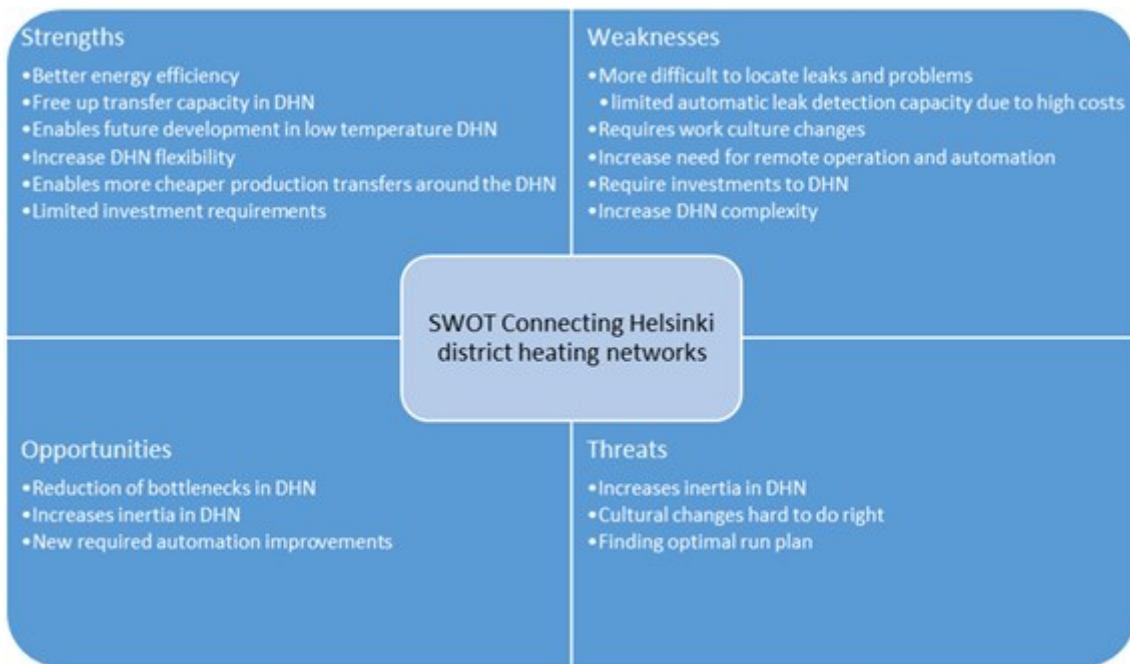 Strengths
•Better energy efficiency
•Free up transfer capacity in DHN
•Enables future development in low temperature DHN
•Increase DHN flexibility
•Enables more cheaper production transfers around the DHN
•Limited investment requirements
Weaknesses
•More difficult to locate leaks and problems
•limited automatic leak detection capacity due to high costs
•Requires work culture changes
•Increase need for remote operation and automation
•Require investments to DHN
•Increase DHN complexity
SWOT Connecting Helsinki
district heating networks
Opportunities
•Reduction of bottlenecks in DHN
•Increases inertia in DHN
•New required automation improvements
Threats
•Increases inertia in DHN
•Cultural changes hard to do right
•Finding optimal run plan